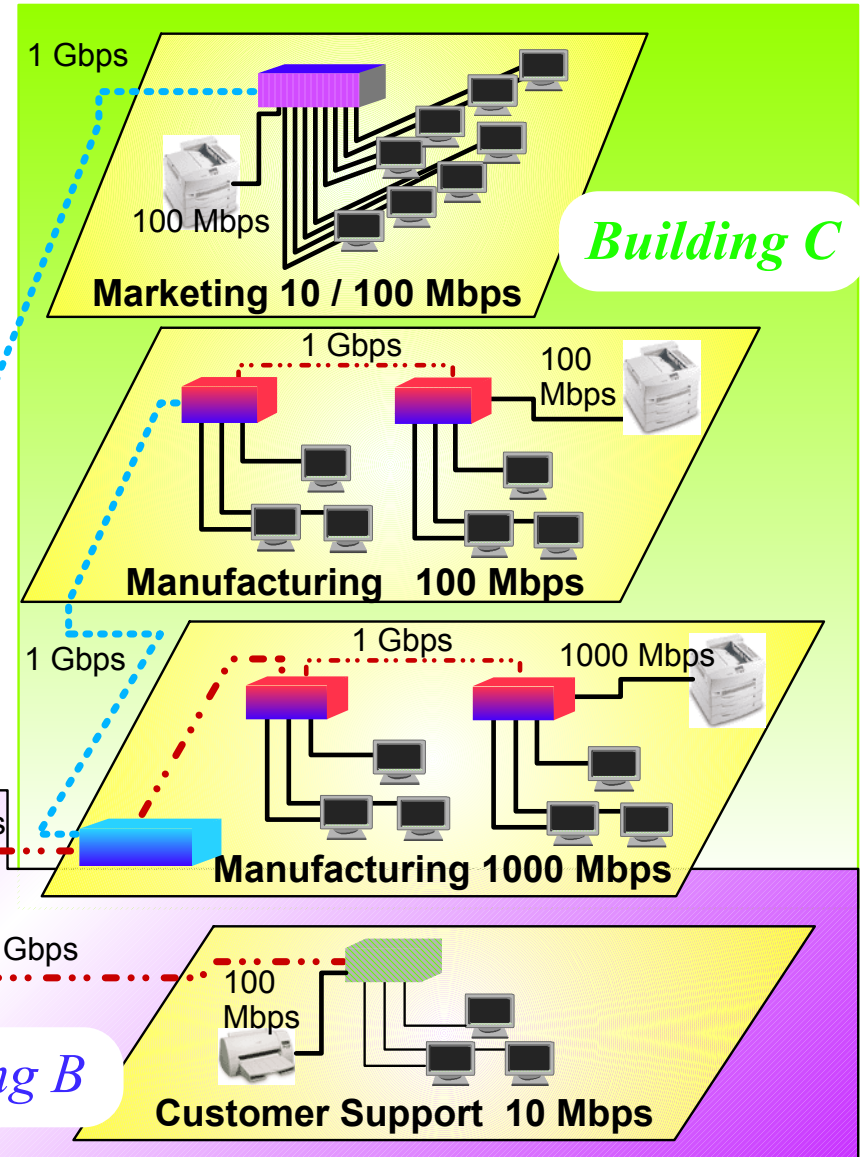 1 Gbps
100 Mbps
Building C
Marketing 10 / 100 Mbps
1 Gbps
100
Mbps
Manufacturing 100 Mbps
1 Gbps
1 Gbps
1000 Mbps
Manufacturing 1000 Mbps
s
Gbps
100
Mbps
ng B
Customer Support 10 Mbps